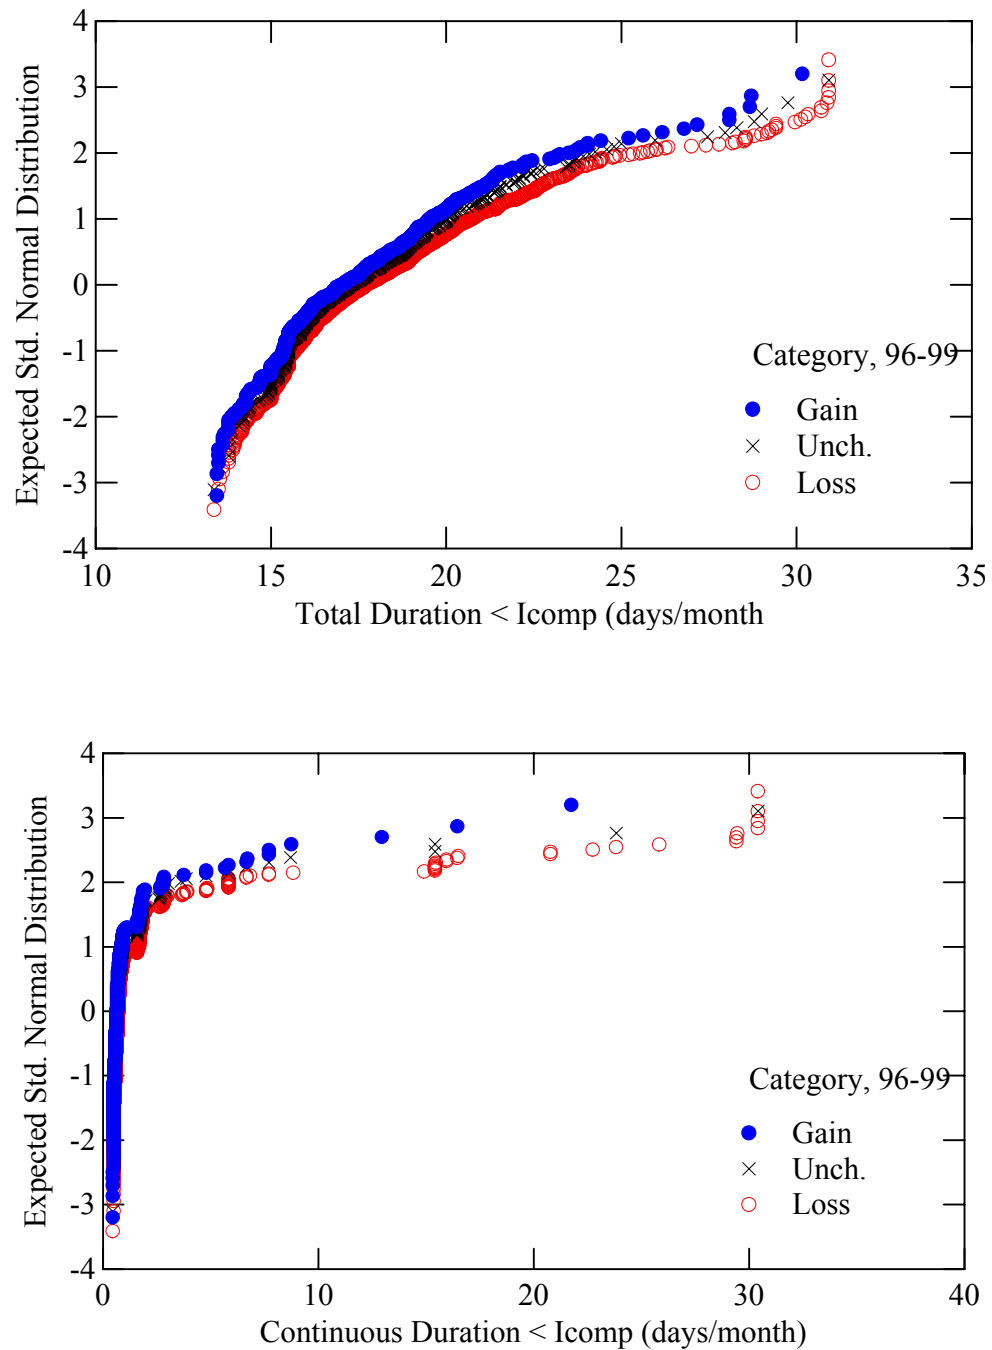 4
3
2
1
0
-1
-2
-3
-4
Expected Std. Normal Distribution
Category, 96-99
Gain
Unch.
Loss
10 15 20 25 30 35
Total Duration < Icomp (days/month
4
3
2
1
0
-1
-2
-3
-4
Expected Std. Normal Distribution
Category, 96-99
Gain
Unch.
Loss
0 10 20 30 40
Continuous Duration < Icomp (days/month)